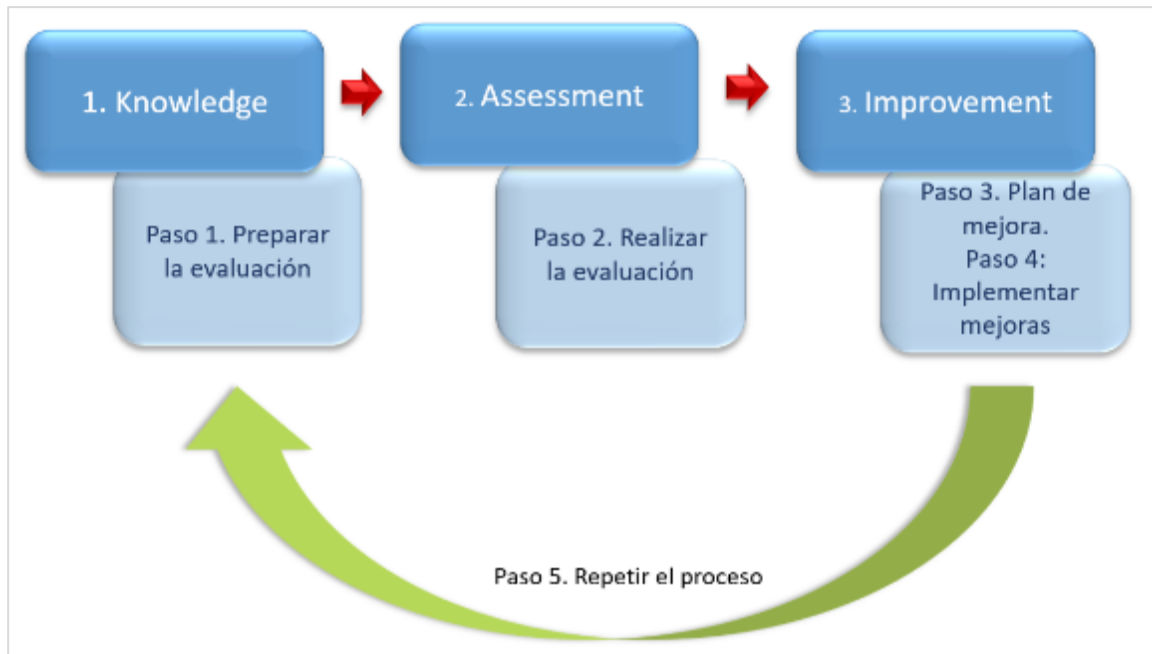 1. Knowledge
Paso 1. Preparar
la evaluación
2. Assessment
Paso 2. Realizar
la evaluación
3. Improvement
Paso 3. Plan de
mejora.
Paso 4:
Implementar
mejoras
Paso 5. Repetir el proceso